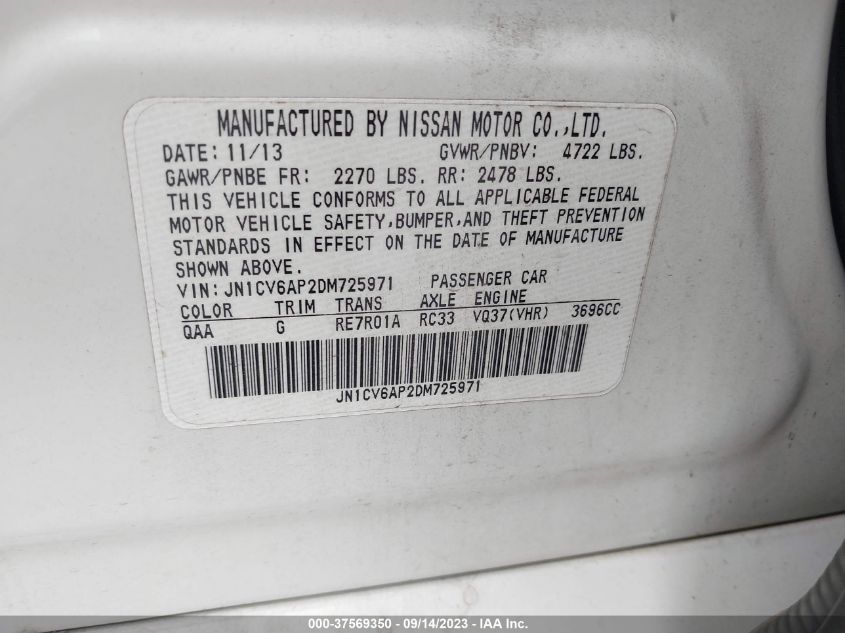 MANUFACTURED BY NISSAN MOTOR CO.,LTD.
DATE: 11/13 GVWR/PNBV: 4722 LBS.
GAWR/PNBE FR: 2270 LBS. RR: 2478 LBS.
THIS VEHICLE CONFORMS TO ALL APPLICABLE FEDERAL
MOTOR VEHICLE SAFETY,BUMPER,AND THEFT PREVENTION
STANDARDS IN EFFECT ON THE DATE OF MANUFACTURE
SHOWN ABOVE.
VIN: JN1CV6AP2DM725971 PASSENGER CAR
COLOR TRIM TRANS AXLE ENGINE
QAA G RE7R01A RC33 VQ37(VHR) 3696CC
JN1CV6AP2DM725971
000-37569350 - 09/14/2023 - IAA Inc.